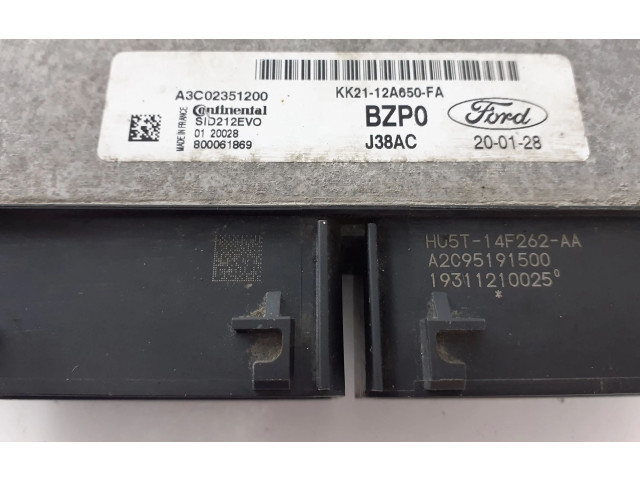 A3C02351200
Continental
SID212EVO
01 20028
800061869
MADE IN FRANCE
KK21-12A650-FA
BZP0
J38AC
Ford
20-01-28
HU5T-14F262-AA
A2C95191500
19311210025